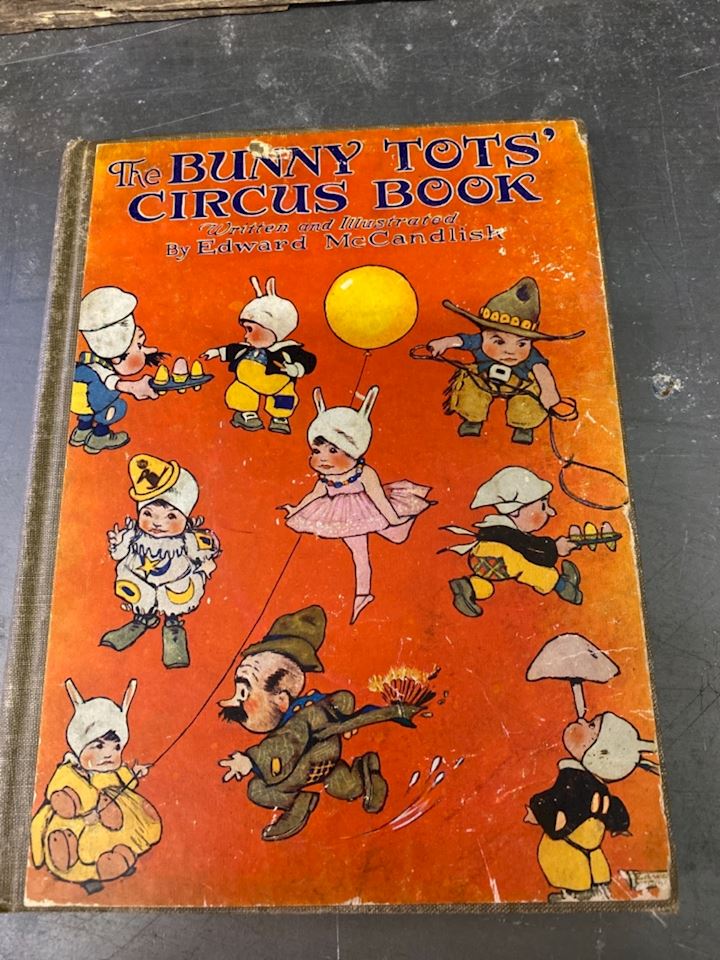 The BUNNY TOTS'
CIRCUS BOOK
Written and Illustrated
By Edward McCandlish